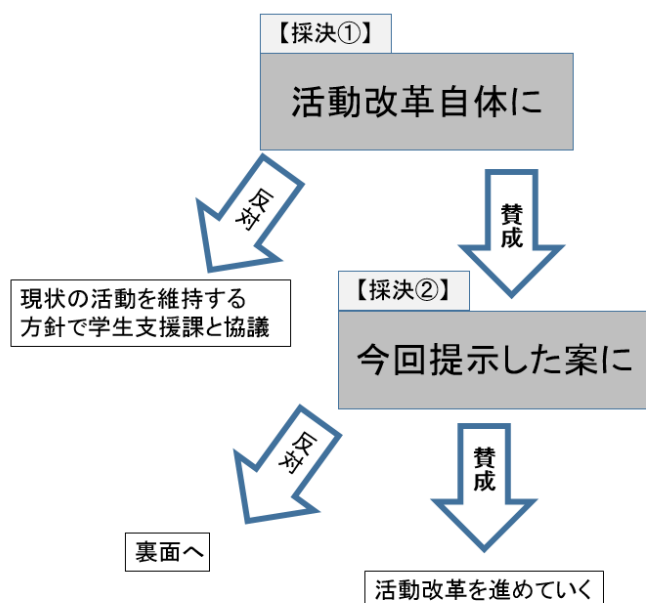 【採決①】
活動改革自体に
反対
賛成
現状の活動を維持する
方針で学生支援課と協議
【採決②】
今回提示した案に
反対
賛成
裏面へ
活動改革を進めていく